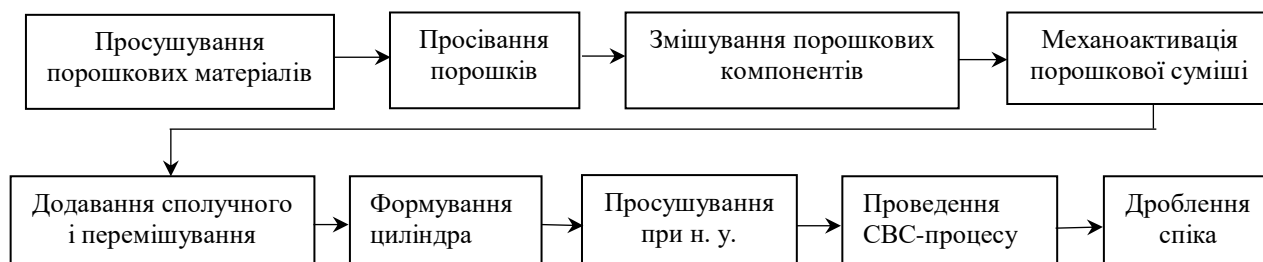 Просушування
порошкових матеріалів
Просівання
порошків
Змішування порошкових
компонентів
Механоактивація
порошкової суміші
Додавання сполучного
і перемішування
Формування
циліндра
Просушування
при н. у.
Проведення
СВС-процесу
Дроблення
спіка